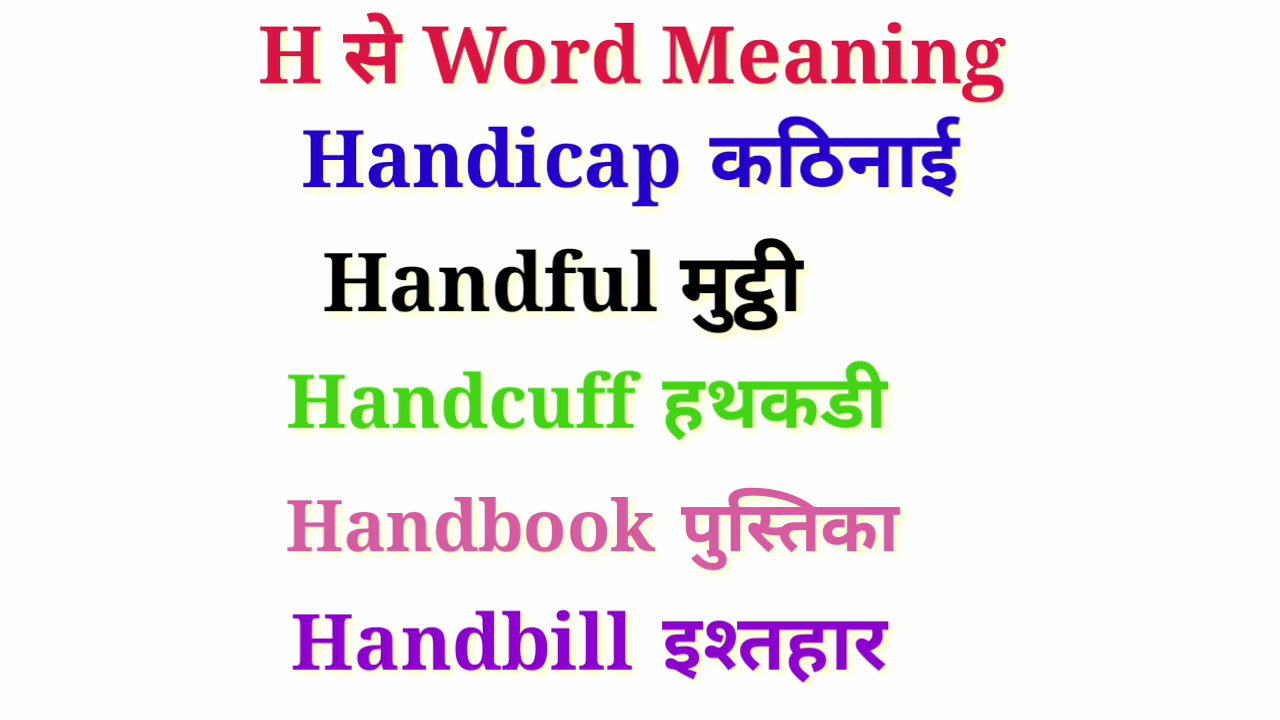 H से Word Meaning
Handicap कठिनाई
Handful मुट्ठी
Handcuff हथकडी
Handbook पुस्तिका
Handbill इश्तहार